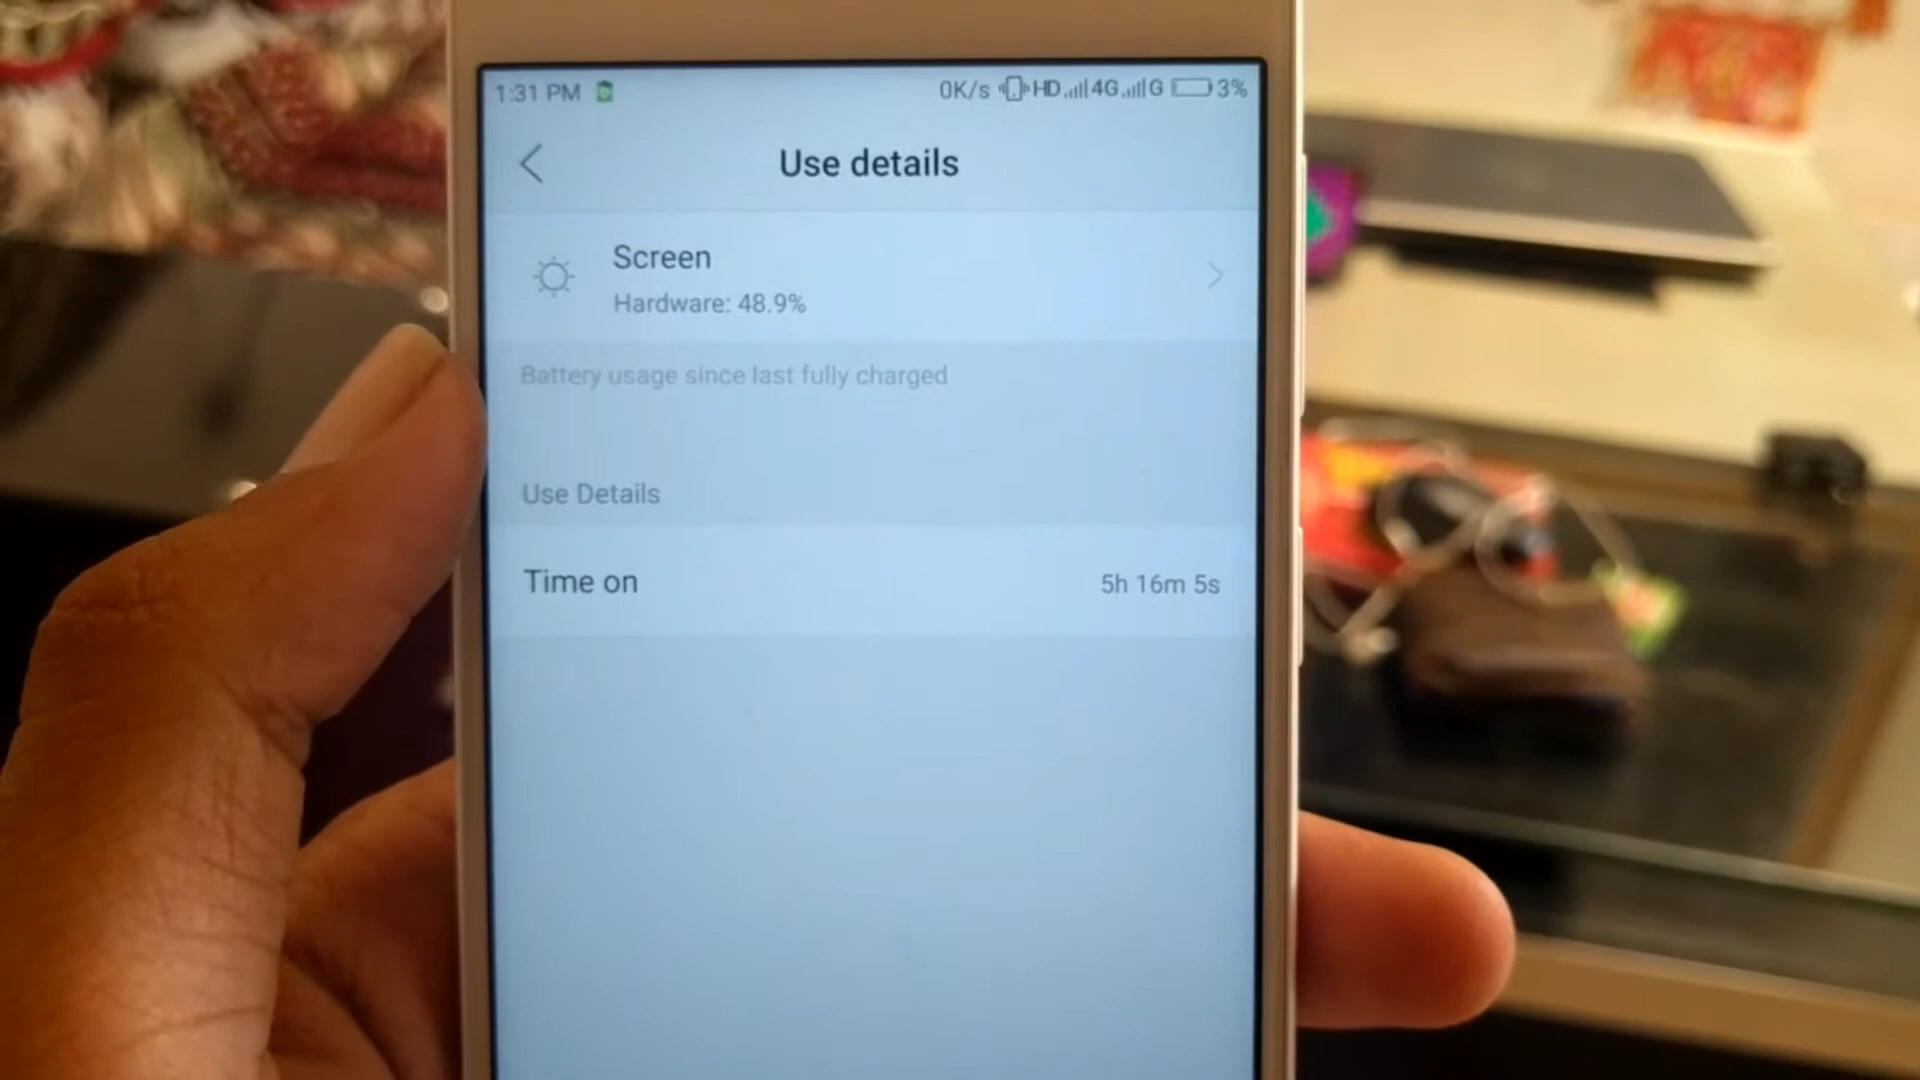 1:31 PM 0K/s HD 4G G 3%
Use details
Screen
Hardware: 48.9%
Battery usage since last fully charged
Use Details
Time on 5h 16m 5s